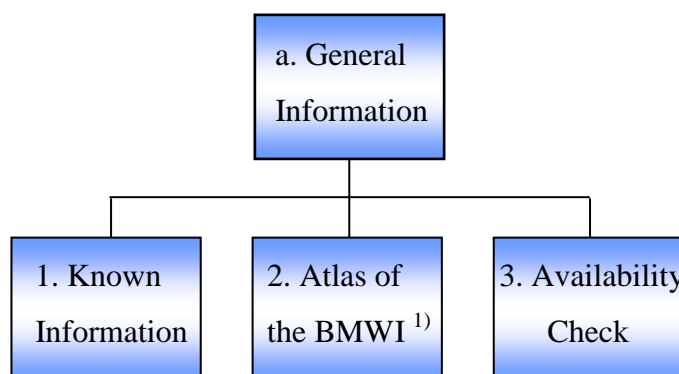 a. General
Information
1. Known
Information
2. Atlas of
the BMWI 1)
3. Availability
Check